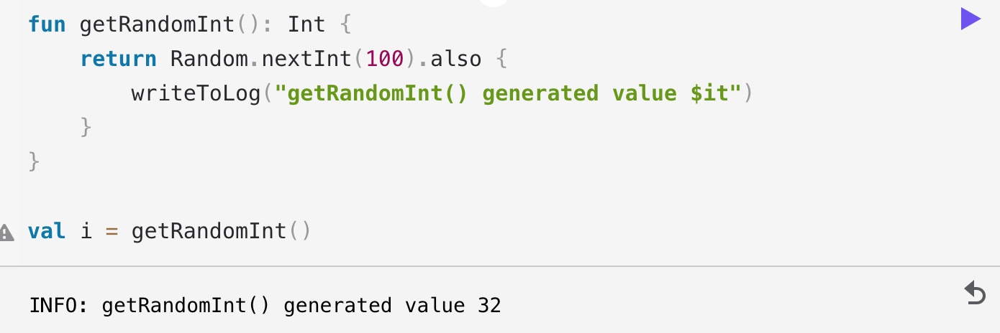 fun getRandomInt(): Int {
    return Random.nextInt(100).also {
        writeToLog("getRandomInt() generated value $it")
    }
}
val i = getRandomInt()
INFO: getRandomInt() generated value 32